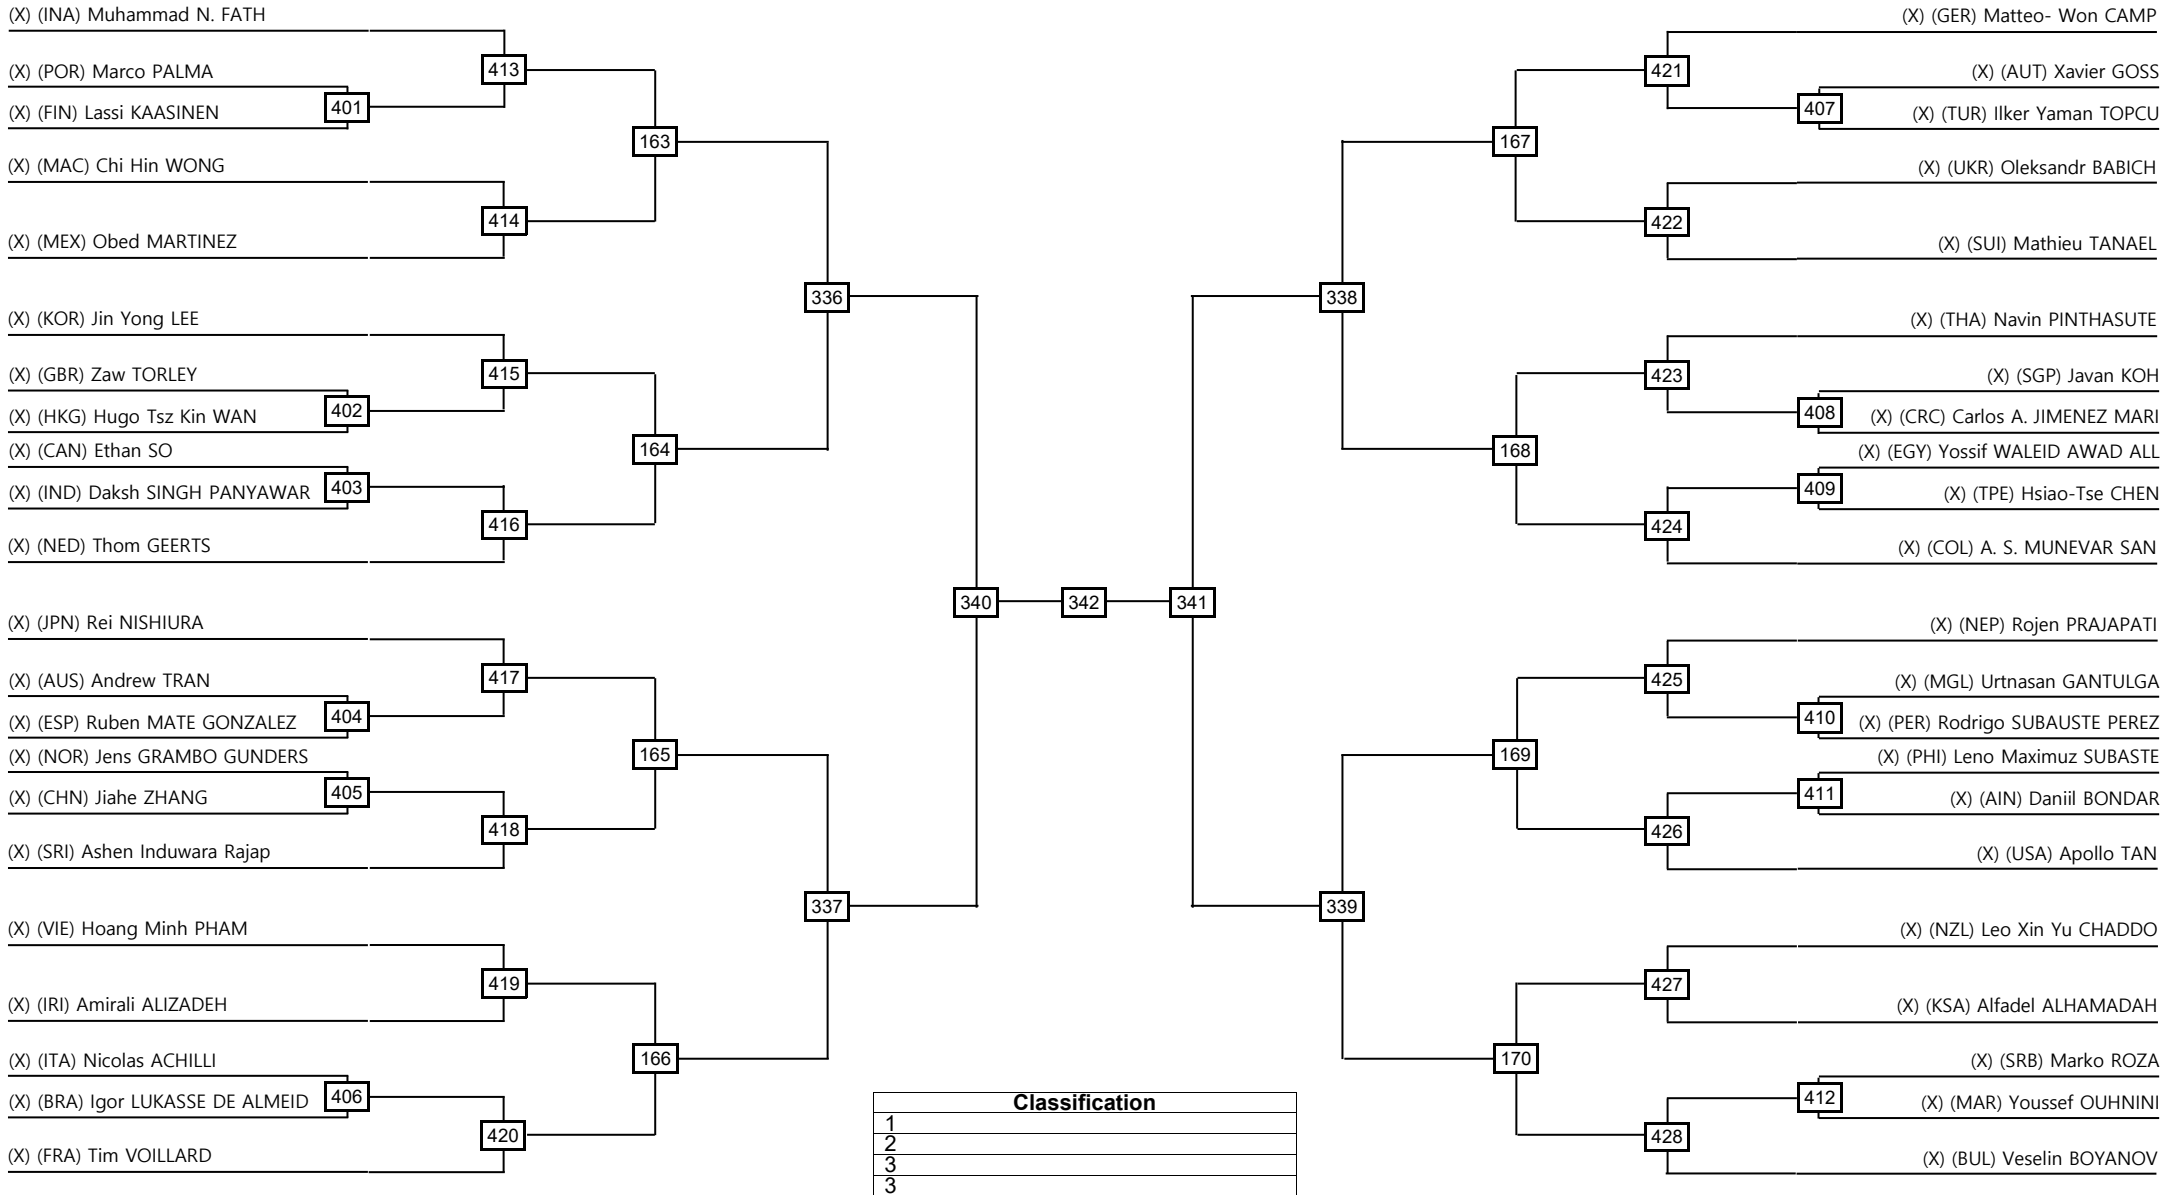 (X) (INA) Muhammad N. FATH
(X) (POR) Marco PALMA
(X) (FIN) Lassi KAASINEN
(X) (MAC) Chi Hin WONG
(X) (MEX) Obed MARTINEZ
(X) (KOR) Jin Yong LEE
(X) (GBR) Zaw TORLEY
(X) (HKG) Hugo Tsz Kin WAN
(X) (CAN) Ethan SO
(X) (IND) Daksh SINGH PANYAWAR
(X) (NED) Thom GEERTS
(X) (JPN) Rei NISHIURA
(X) (AUS) Andrew TRAN
(X) (ESP) Ruben MATE GONZALEZ
(X) (NOR) Jens GRAMBO GUNDERS
(X) (CHN) Jiahe ZHANG
(X) (SRI) Ashen Induwara Rajap
(X) (VIE) Hoang Minh PHAM
(X) (IRI) Amirali ALIZADEH
(X) (ITA) Nicolas ACHILLI
(X) (BRA) Igor LUKASSE DE ALMEID
(X) (FRA) Tim VOILLARD
401
402
403
404
405
406
413
414
415
416
417
418
419
420
163
164
165
166
336
337
340
342
341
338
339
167
168
169
170
421
422
423
424
425
426
427
428
407
408
409
410
411
412
(X) (GER) Matteo- Won CAMP
(X) (AUT) Xavier GOSS
(X) (TUR) Ilker Yaman TOPCU
(X) (UKR) Oleksandr BABICH
(X) (SUI) Mathieu TANAEL
(X) (THA) Navin PINTHASUTE
(X) (SGP) Javan KOH
(X) (CRC) Carlos A. JIMENEZ MARI
(X) (EGY) Yossif WALEID AWAD ALL
(X) (TPE) Hsiao-Tse CHEN
(X) (COL) A. S. MUNEVAR SAN
(X) (NEP) Rojen PRAJAPATI
(X) (MGL) Urtnasan GANTULGA
(X) (PER) Rodrigo SUBAUSTE PEREZ
(X) (PHI) Leno Maximuz SUBASTE
(X) (AIN) Daniil BONDAR
(X) (USA) Apollo TAN
(X) (NZL) Leo Xin Yu CHADDO
(X) (KSA) Alfadel ALHAMADAH
(X) (SRB) Marko ROZA
(X) (MAR) Youssef OUHNINI
(X) (BUL) Veselin BOYANOV
Classification
1
2
3
3